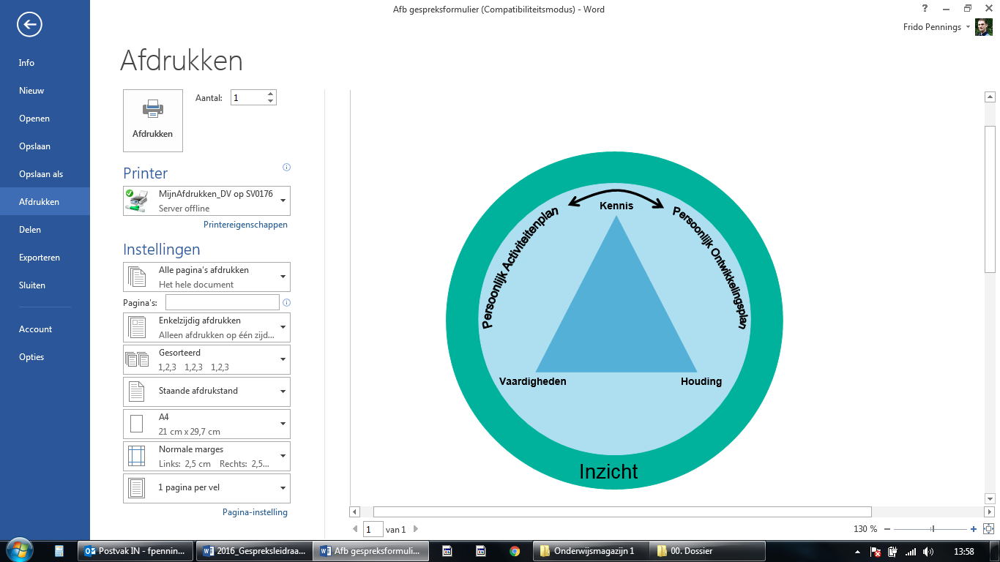 Afb gespreksformulier (Compatibiliteitsmodus) - Word
?
Frido Pennings
Info
Nieuw
Openen
Opslaan
Opslaan als
Afdrukken
Delen
Exporteren
Sluiten
Account
Opties
Afdrukken
Afdrukken
Aantal: 1
Printer
MijnAfdrukken_DV op SV0176
Server offline
Printereigenschappen
Instellingen
Alle pagina's afdrukken
Het hele document
Pagina's:
Enkelzijdig afdrukken
Alleen afdrukken op één zijd...
Gesorteerd
1,2,3 1,2,3 1,2,3
Staande afdrukstand
A4
21 cm x 29,7 cm
Normale marges
Links: 2,5 cm Rechts: 2,5...
1 pagina per vel
Pagina-instelling
Kennis
Persoonlijk Activiteitenplan
Persoonlijk Ontwikkelingsplan
Vaardigheden
Houding
Inzicht
1 van 1
130 %
Postvak IN - fpennin...
2016_Gespreksleidraa...
Afb gespreksformuli...
Onderwijsmagazijn 1
00. Dossier
13:58